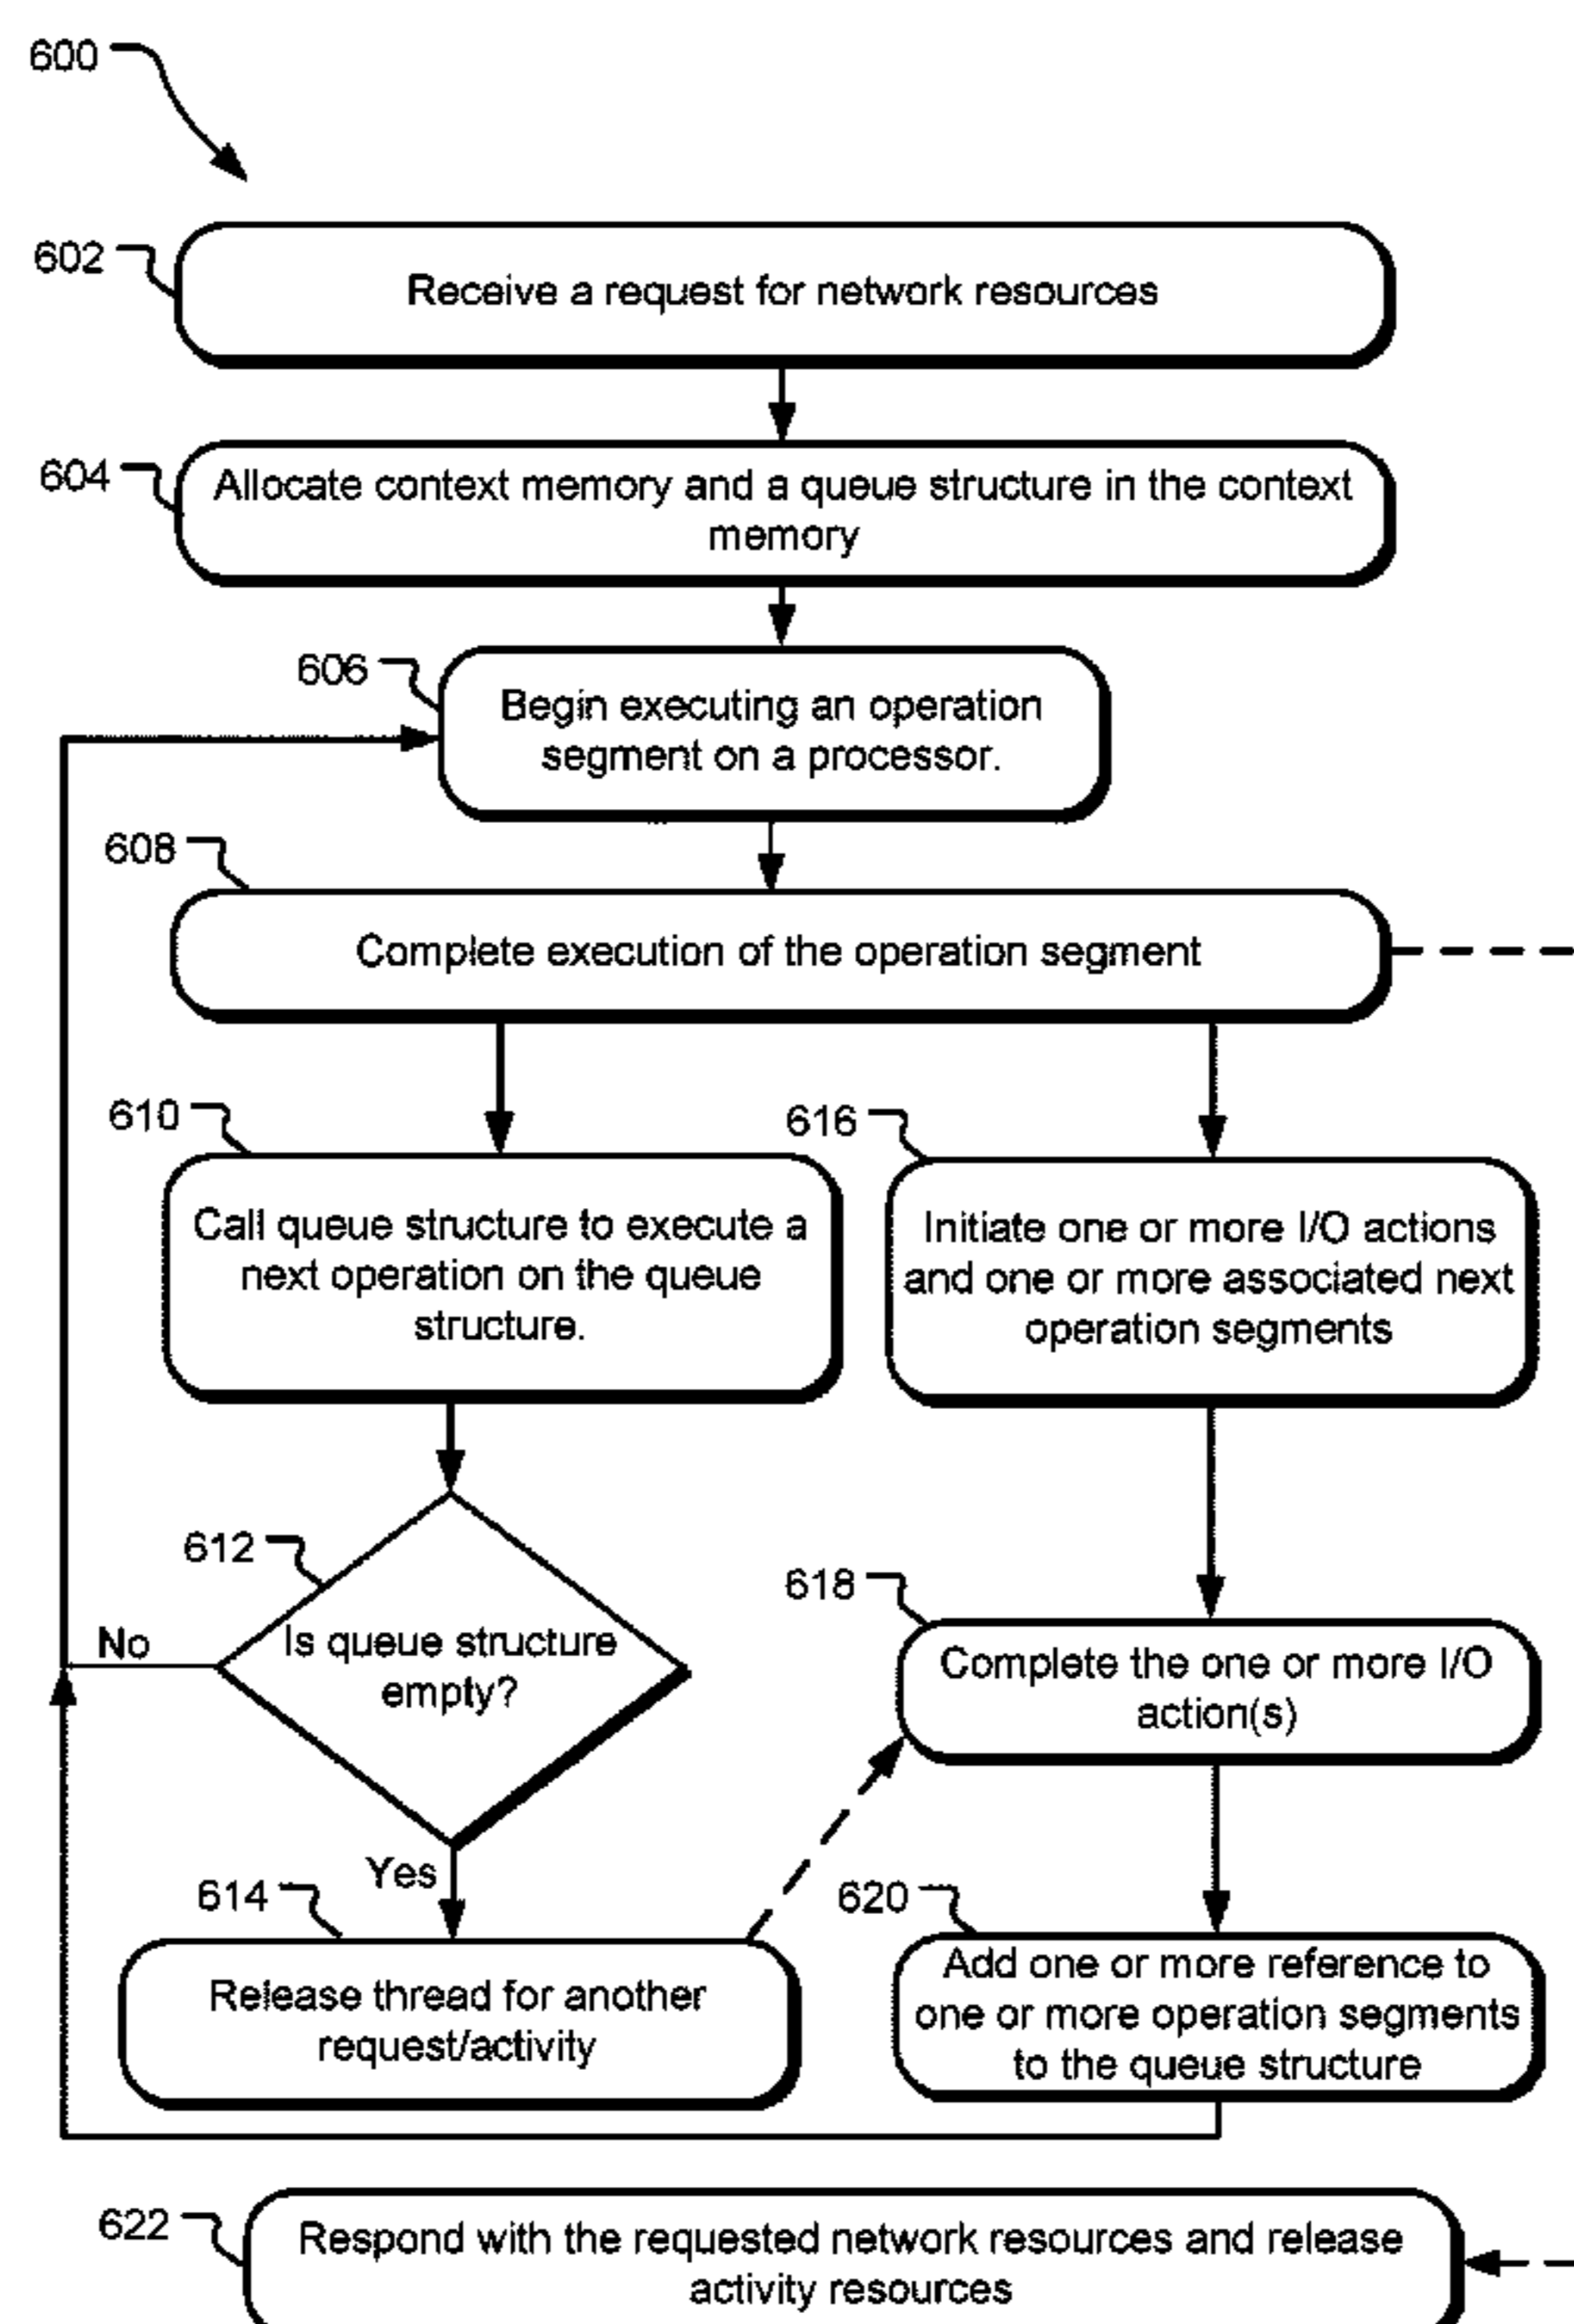 600
602
Receive a request for network resources
604
Allocate context memory and a queue structure in the context
memory
606
Begin executing an operation
segment on a processor.
608
Complete execution of the operation segment
610
Call queue structure to execute a
next operation on the queue
structure.
616
Initiate one or more I/O actions
and one or more associated next
operation segments
612
Is queue structure
empty?
No
Yes
618
Complete the one or more I/O
action(s)
614
Release thread for another
request/activity
620
Add one or more reference to
one or more operation segments
to the queue structure
622
Respond with the requested network resources and release
activity resources